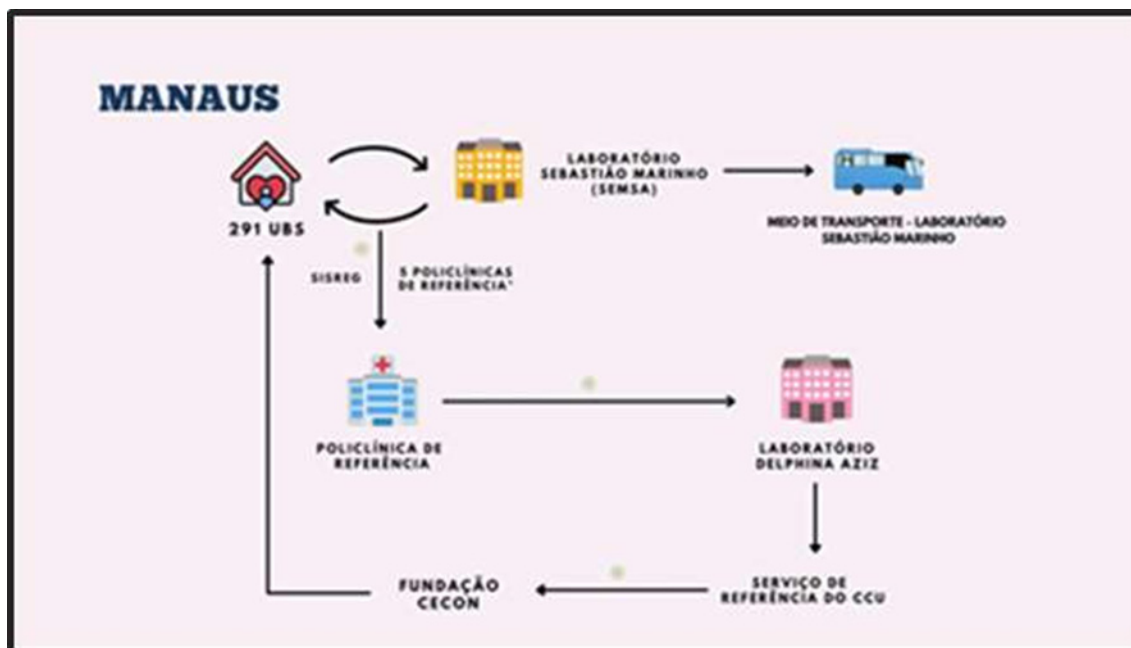 MANAUS
291 UBS
LABORATÓRIO
SEBASTIÃO MARINHO
(SEMSA)
MEIO DE TRANSPORTE - LABORATÓRIO
SEBASTIÃO MARINHO
SISREG
5 POLICLÍNICAS
DE REFERÊNCIA*
POLICLÍNICA DE
REFERÊNCIA
LABORATÓRIO
DELPHINA AZIZ
SERVIÇO DE
REFERÊNCIA DO CCU
FUNDAÇÃO
CECON